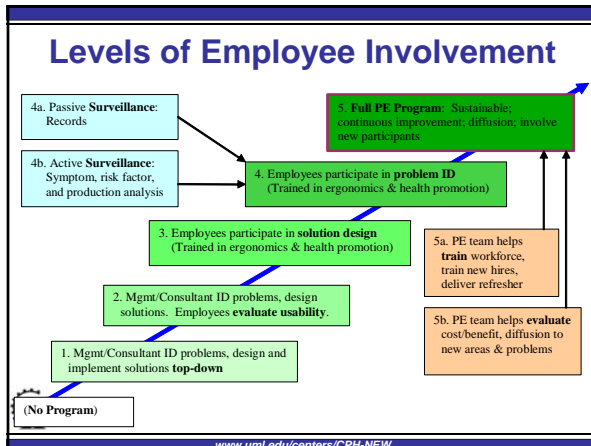 Levels of Employee Involvement
4a. Passive Surveillance:
Records
5. Full PE Program: Sustainable;
continuous improvement; diffusion; involve
new participants
4b. Active Surveillance:
Symptom, risk factor,
and production analysis
4. Employees participate in problem ID
(Trained in ergonomics & health promotion)
3. Employees participate in solution design
(Trained in ergonomics & health promotion)
5a. PE team helps
train workforce,
train new hires,
deliver refresher
2. Mgmt/Consultant ID problems, design
solutions. Employees evaluate usability.
5b. PE team helps evaluate
cost/benefit, diffusion to
new areas & problems
1. Mgmt/Consultant ID problems, design and
implement solutions top-down
(No Program)
www.uml.edu/centers/CPH-NEW